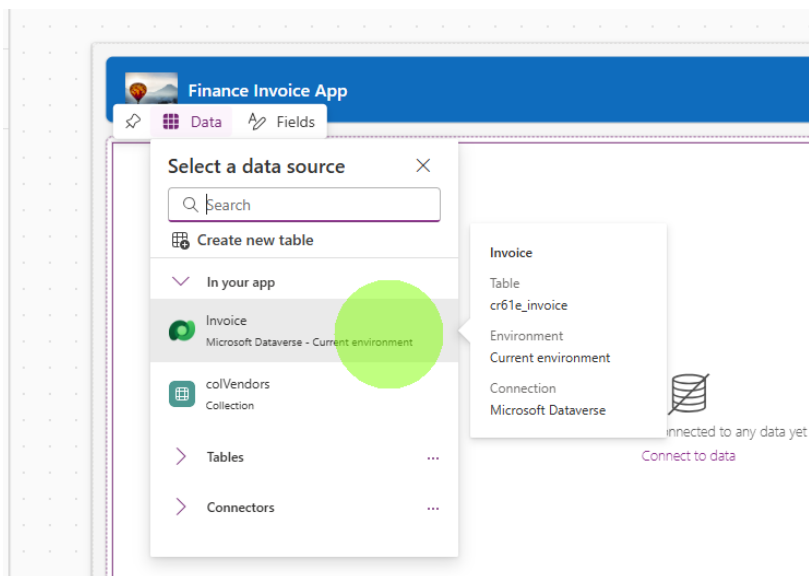 Finance Invoice App
Data
Fields
Select a data source
Search
Create new table
In your app
Invoice
Microsoft Dataverse - Current environment
colVendors
Collection
Tables
...
Connectors
...
Invoice
Table
cr61e_invoice
Environment
Current environment
Connection
Microsoft Dataverse
to any data yet
Connect to data